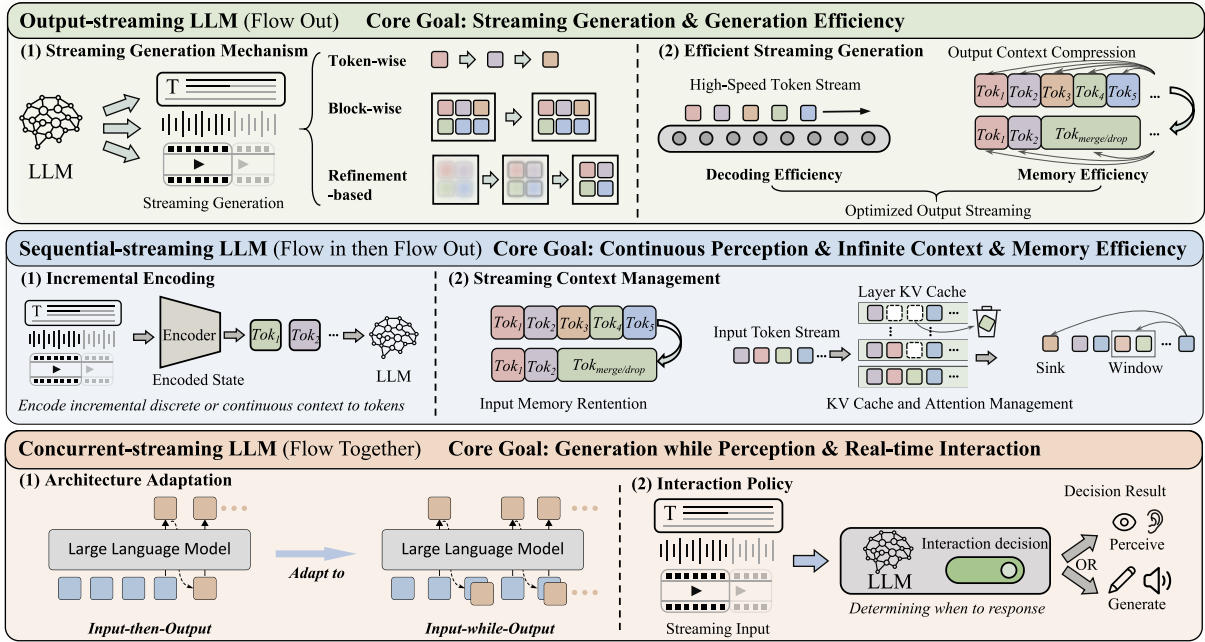 Output-streaming LLM (Flow Out) Core Goal: Streaming Generation & Generation Efficiency
(1) Streaming Generation Mechanism
T
LLM
Streaming Generation
Token-wise
Block-wise
Refinement
-based
(2) Efficient Streaming Generation
High-Speed Token Stream
Decoding Efficiency
Output Context Compression
Tok1 Tok2 Tok3 Tok4 Tok5 ...
Tok1 Tok2 Tokmerge/drop ...
Memory Efficiency
Optimized Output Streaming
Sequential-streaming LLM (Flow in then Flow Out) Core Goal: Continuous Perception & Infinite Context & Memory Efficiency
(1) Incremental Encoding
T
Encoder
Tok1 Tok2 ...
Encoded State
LLM
Encode incremental discrete or continuous context to tokens
(2) Streaming Context Management
Tok1 Tok2 Tok3 Tok4 Tok5
Tok1 Tok2 Tokmerge/drop
Input Memory Rentention
Input Token Stream
...
Layer KV Cache
...
...
...
...
Sink
Window
KV Cache and Attention Management
Concurrent-streaming LLM (Flow Together) Core Goal: Generation while Perception & Real-time Interaction
(1) Architecture Adaptation
Large Language Model
Input-then-Output
Adapt to
Large Language Model
Input-while-Output
(2) Interaction Policy
T
Streaming Input
Interaction decision
LLM
Determining when to response
Decision Result
Perceive
OR
Generate